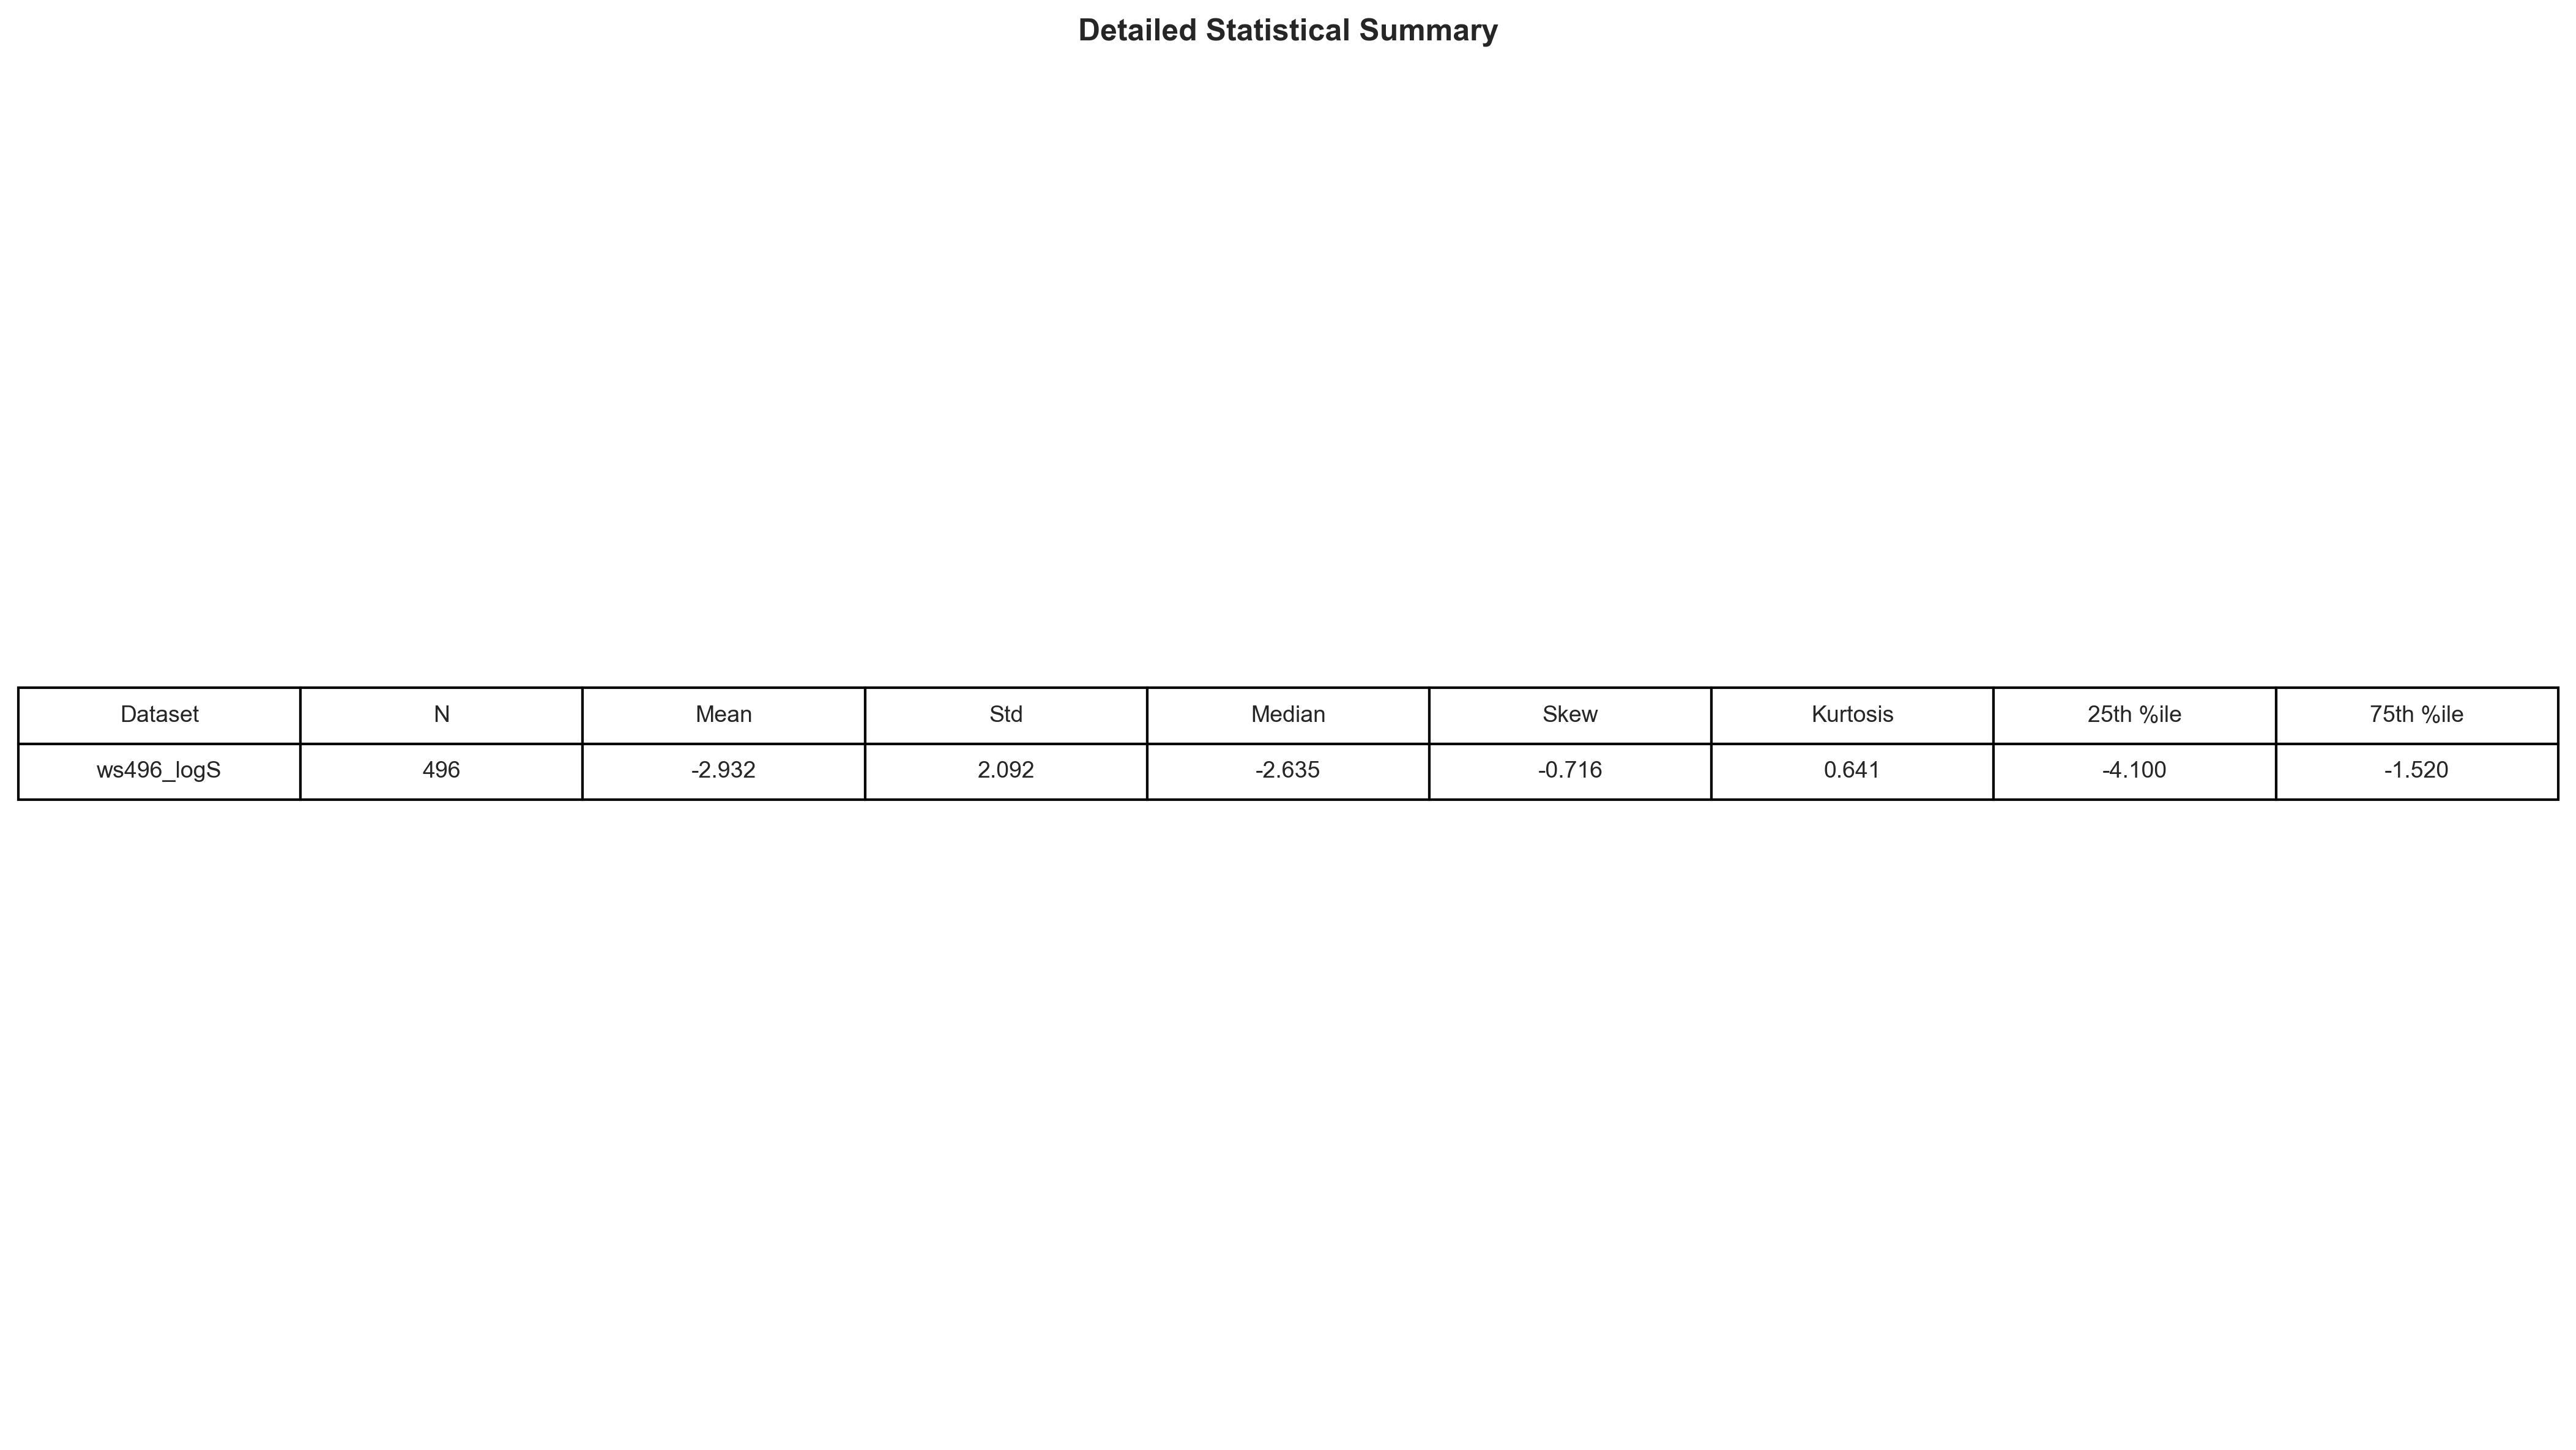 Detailed Statistical Summary
Dataset N Mean Std Median Skew Kurtosis 25th %ile 75th %ile
ws496_logS 496 -2.932 2.092 -2.635 -0.716 0.641 -4.100 -1.520